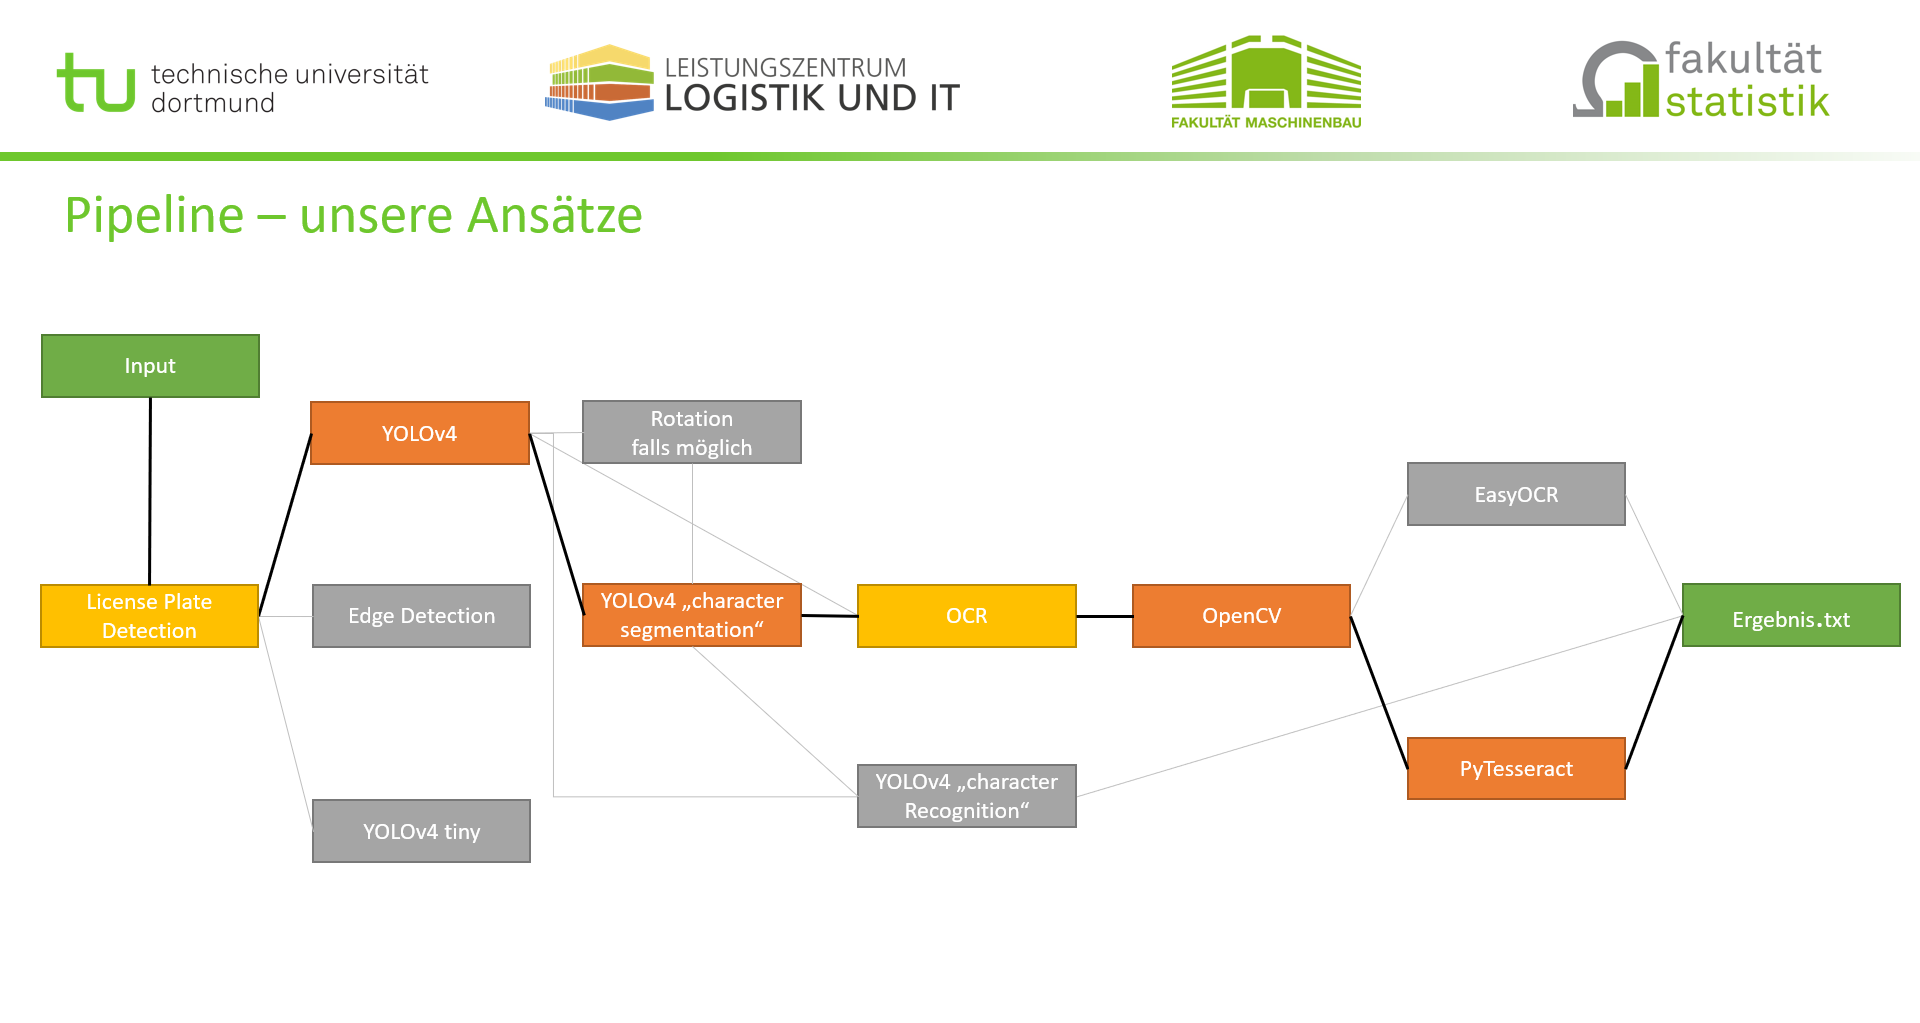 technische universität
dortmund
LEISTUNGSZENTRUM
LOGISTIK UND IT
FAKULTÄT MASCHINENBAU
fakultät
statistik
Pipeline – unsere Ansätze
Input
YOLOv4
Rotation
falls möglich
EasyOCR
License Plate
Detection
Edge Detection
YOLOv4 „character
segmentation“
OCR
OpenCV
Ergebnis.txt
YOLOv4 „character
Recognition“
PyTesseract
YOLOv4 tiny